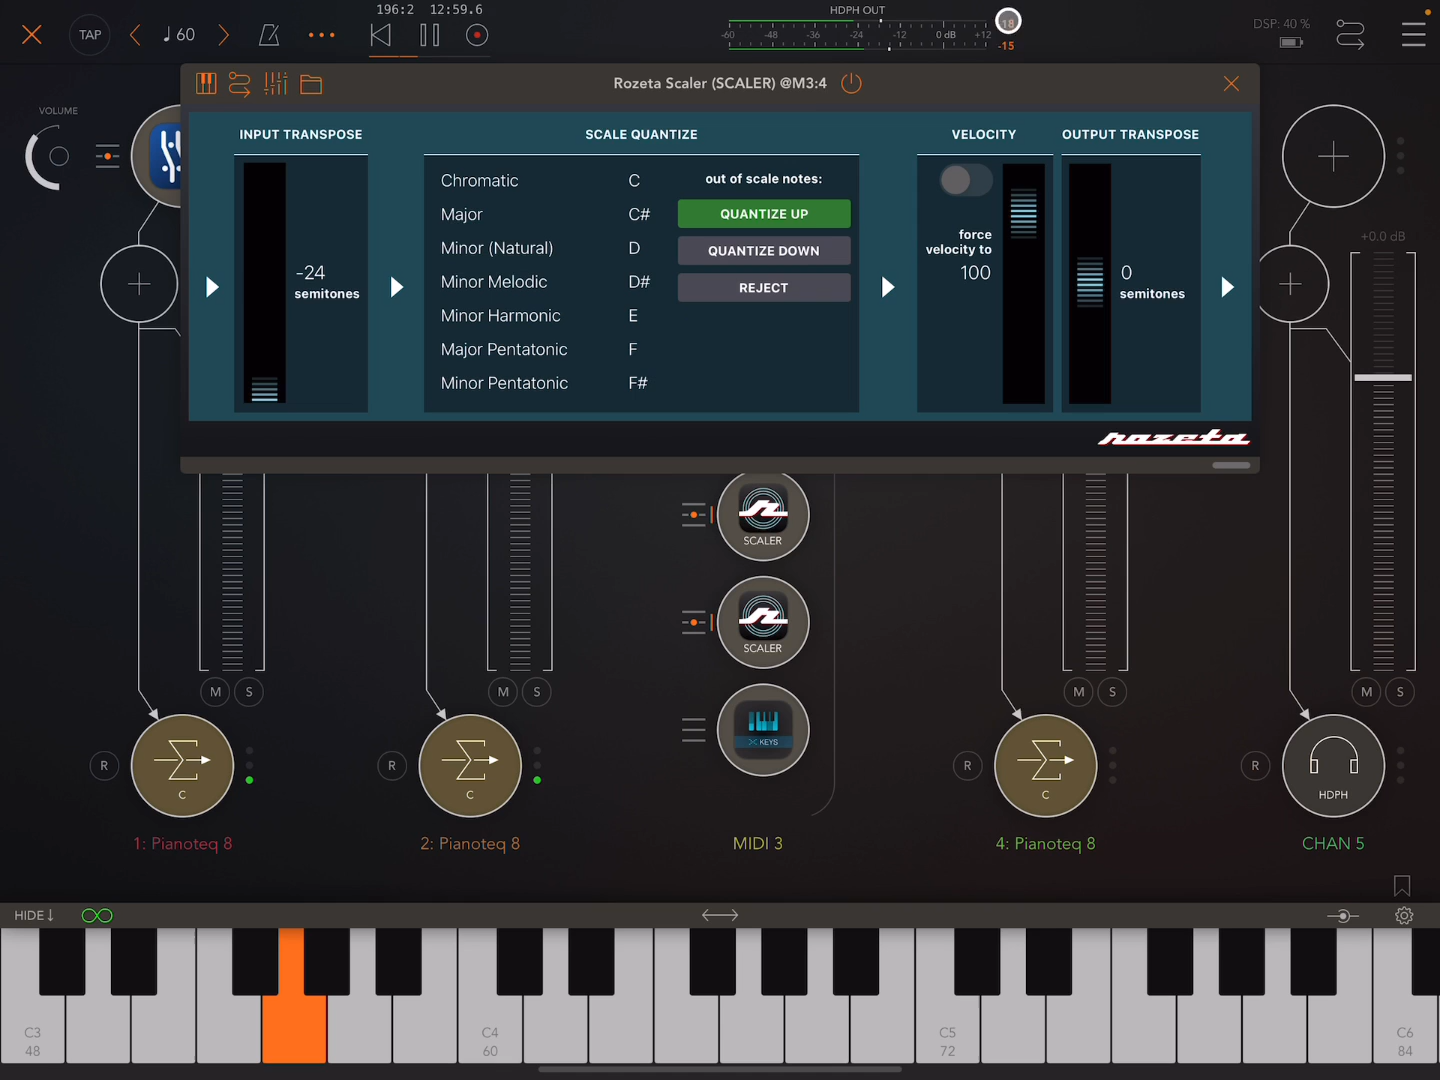 196:2 12:59.6
HDPH OUT
TAP
♩60
-60 -48 -36 -24 -12 0 dB +12
18
-15
DSP: 40 %
Rozeta Scaler (SCALER) @M3:4
VOLUME
INPUT TRANSPOSE
SCALE QUANTIZE
VELOCITY
OUTPUT TRANSPOSE
-24
semitones
Chromatic
Major
Minor (Natural)
Minor Melodic
Minor Harmonic
Major Pentatonic
Minor Pentatonic
C
C#
D
D#
E
F
F#
out of scale notes:
QUANTIZE UP
QUANTIZE DOWN
REJECT
force
velocity to
100
0
semitones
rozeta
+0.0 dB
SCALER
SCALER
KEYS
M S
M S
M S
M S
R
C
R
C
R
C
R
HDPH
1: Pianoteq 8
2: Pianoteq 8
MIDI 3
4: Pianoteq 8
CHAN 5
HIDE↓
C3
48
C4
60
C5
72
C6
84